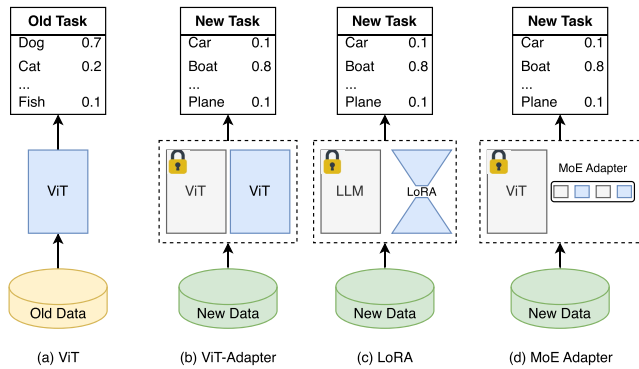 Old Task
Dog 0.7
Cat 0.2
...
Fish 0.1
ViT
Old Data
(a) ViT
New Task
Car 0.1
Boat 0.8
...
Plane 0.1
ViT
ViT
New Data
(b) ViT-Adapter
New Task
Car 0.1
Boat 0.8
...
Plane 0.1
LLM
LoRA
New Data
(c) LoRA
New Task
Car 0.1
Boat 0.8
...
Plane 0.1
ViT
MoE Adapter
New Data
(d) MoE Adapter